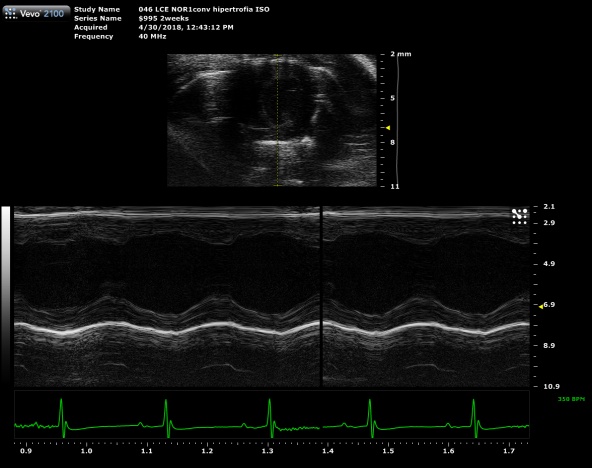 Vevo 2100
Study Name 046 LCE NOR1conv hipertrofia ISO
Series Name $995 2weeks
Acquired 4/30/2018, 12:43:12 PM
Frequency 40 MHz
2 mm
5
8
11
2.1
2.9
4.9
6.9
8.9
10.9
350 BPM
0.9 1.0 1.1 1.2 1.3 1.4 1.5 1.6 1.7